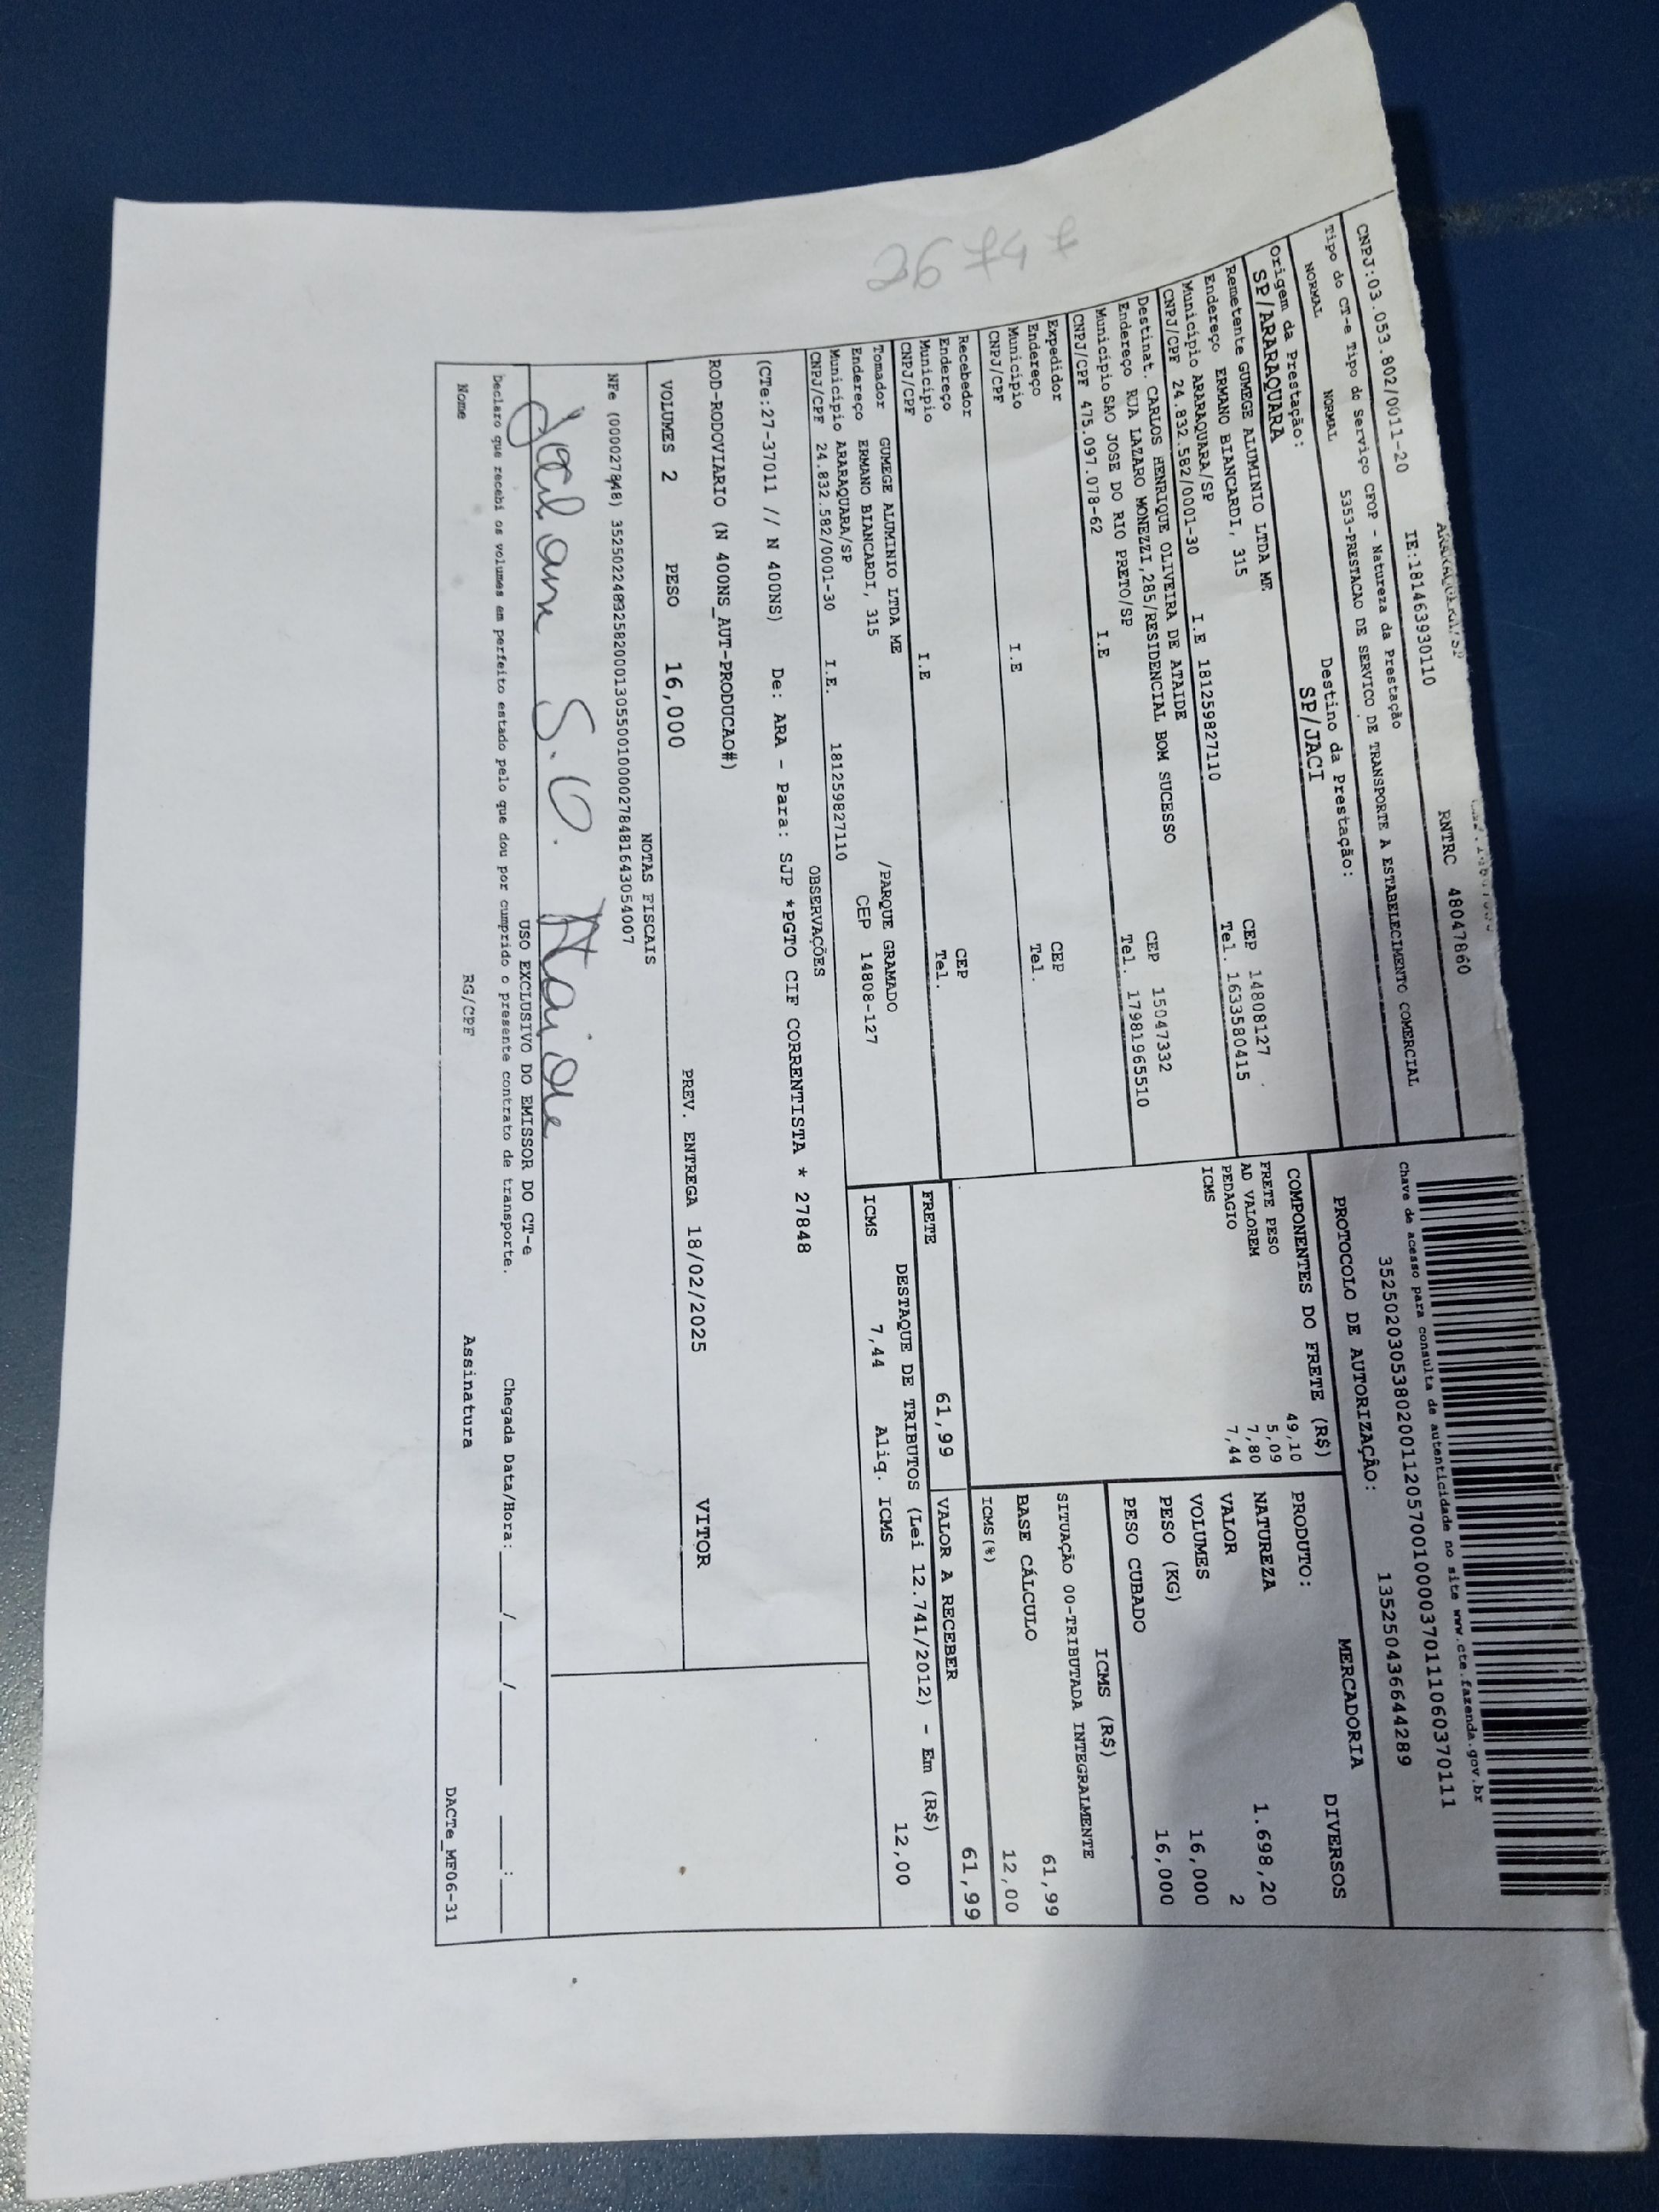 ARARAQUARA/SP
CNPJ:03.053.802/0011-20 IE:18146393011​0 RNTRC 48047860
Tipo do CT-e Tipo do Serviço CFOP - Natureza da Prestação
NORMAL NORMAL 5353-PRESTACAO DE SERVICO DE TRANSPORTE A ESTABELECIMENTO COMERCIAL
Origem da Prestação: Destino da Prestação:
SP/ARARAQUARA SP/JACI
Remetente GUMEGE ALUMINIO LTDA ME
Endereço ERMANO BIANCARDI, 315 CEP 14808127
Município ARARAQUARA/SP Tel. 1633580415
CNPJ/CPF 24.832.582/0001-30 I.E 181259827110
Destinat. CARLOS HENRIQUE OLIVEIRA DE ATAIDE
Endereço RUA LAZARO MONEZZI,285/RESIDENCIAL BOM SUCESSO CEP 15047332
Município SAO JOSE DO RIO PRETO/SP Tel. 17981965510
CNPJ/CPF 475.097.078-62 I.E
Expedidor
Endereço CEP
Município Tel.
CNPJ/CPF I.E
Recebedor
Endereço CEP
Município Tel.
CNPJ/CPF I.E
Tomador GUMEGE ALUMINIO LTDA ME /PARQUE GRAMADO
Endereço ERMANO BIANCARDI, 315 CEP 14808-127
Município ARARAQUARA/SP
CNPJ/CPF 24.832.582/0001-30 I.E. 181259827110
Chave de acesso para consulta de autenticidade no site www.cte.fazenda.gov.br
35250203053802001120570010000370111060370111
PROTOCOLO DE AUTORIZAÇÃO: 135250436644289
COMPONENTES DO FRETE (R$)
FRETE PESO 49,10
AD VALOREM 5,09
PEDAGIO 7,80
ICMS 7,44
MERCADORIA
PRODUTO: DIVERSOS
NATUREZA
VALOR 1.698,20
VOLUMES 2
PESO (KG) 16,000
PESO CUBADO 16,000
ICMS (R$)
SITUAÇÃO 00-TRIBUTADA INTEGRALMENTE
BASE CÁLCULO 61,99
ICMS(%) 12,00
FRETE 61,99 VALOR A RECEBER 61,99
DESTAQUE DE TRIBUTOS (Lei 12.741/2012) - Em (R$)
ICMS 7,44 Aliq. ICMS 12,00
OBSERVAÇÕES
(CTe:27-37011 // N 400NS) De: ARA - Para: SJP *PGTO CIF CORRENTISTA * 27848
ROD-RODOVIARIO (N 400NS_AUT-PRODUCAO#)
VOLUMES 2 PESO 16,000 PREV. ENTREGA 18/02/2025 VITOR
NOTAS FISCAIS
NFe (000027848) 35250224832582000130550010000278481643054007
S. O.
USO EXCLUSIVO DO EMISSOR DO CT-e
Declaro que recebi os volumes em perfeito estado pelo que dou por cumprido o presente contrato de transporte. Chegada Data/Hora:___/___/_____ ___:___
Nome RG/CPF Assinatura DACTe_MF06-31